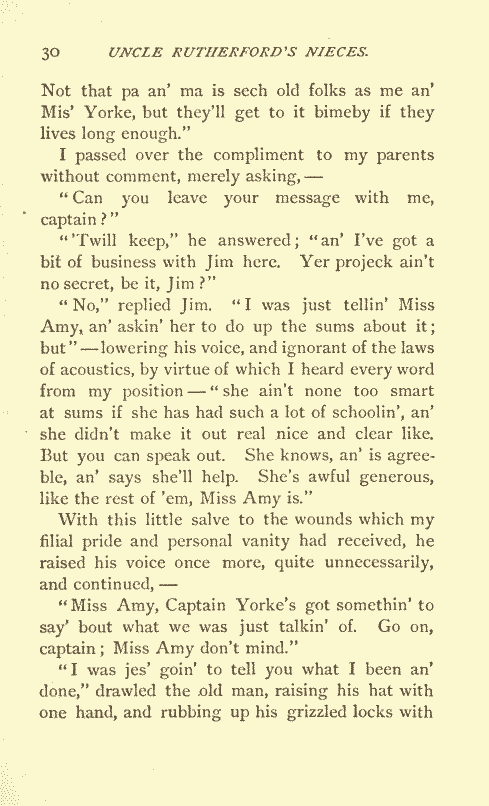 30 UNCLE RUTHERFORD'S NIECES.
Not that pa an' ma is sech old folks as me an'
Mis' Yorke, but they'll get to it bimeby if they
lives long enough."
I passed over the compliment to my parents
without comment, merely asking,—
"Can you leave your message with me,
captain?"
"'Twill keep," he answered; "an' I've got a
bit of business with Jim here. Yer projeck ain't
no secret, be it, Jim?"
"No," replied Jim. "I was just tellin' Miss
Amy, an' askin' her to do up the sums about it;
but"—lowering his voice, and ignorant of the laws
of acoustics, by virtue of which I heard every word
from my position—"she ain't none too smart
at sums if she has had such a lot of schoolin', an'
she didn't make it out real nice and clear like.
But you can speak out. She knows, an' is agree-
ble, an' says she'll help. She's awful generous,
like the rest of 'em, Miss Amy is."
With this little salve to the wounds which my
filial pride and personal vanity had received, he
raised his voice once more, quite unnecessarily,
and continued,—
"Miss Amy, Captain Yorke's got somethin' to
say' bout what we was just talkin' of. Go on,
captain; Miss Amy don't mind."
"I was jes' goin' to tell you what I been an'
done," drawled the old man, raising his hat with
one hand, and rubbing up his grizzled locks with